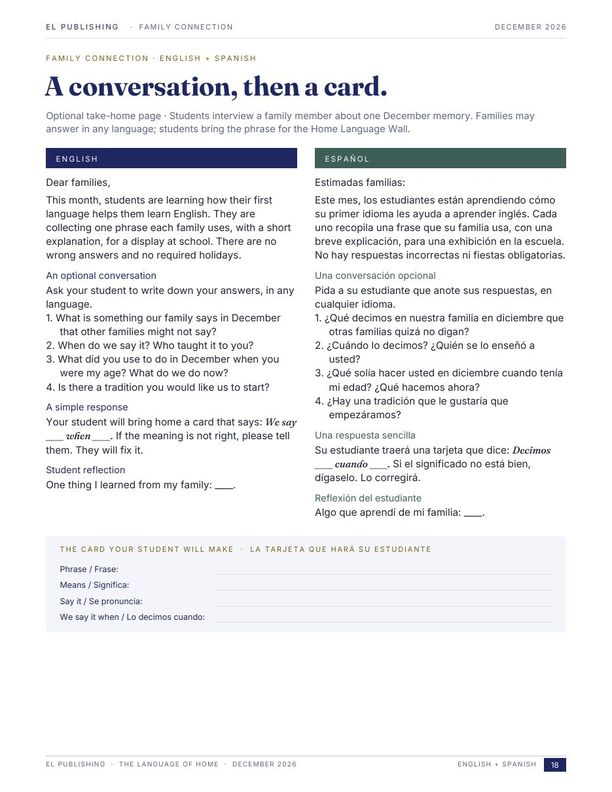 EL PUBLISHING · FAMILY CONNECTION
DECEMBER 2026
FAMILY CONNECTION · ENGLISH + SPANISH
A conversation, then a card.
Optional take-home page · Students interview a family member about one December memory. Families may
answer in any language; students bring the phrase for the Home Language Wall.
ENGLISH
Dear families,
This month, students are learning how their first
language helps them learn English. They are
collecting one phrase each family uses, with a short
explanation, for a display at school. There are no
wrong answers and no required holidays.
An optional conversation
Ask your student to write down your answers, in any
language.
1. What is something our family says in December
that other families might not say?
2. When do we say it? Who taught it to you?
3. What did you use to do in December when you
were my age? What do we do now?
4. Is there a tradition you would like us to start?
A simple response
Your student will bring home a card that says: We say
____ when ____. If the meaning is not right, please tell
them. They will fix it.
Student reflection
One thing I learned from my family: ____.
ESPAÑOL
Estimadas familias:
Este mes, los estudiantes están aprendiendo cómo
su primer idioma les ayuda a aprender inglés. Cada
uno recopila una frase que su familia usa, con una
breve explicación, para una exhibición en la escuela.
No hay respuestas incorrectas ni fiestas obligatorias.
Una conversación opcional
Pida a su estudiante que anote sus respuestas, en
cualquier idioma.
1. ¿Qué decimos en nuestra familia en diciembre que
otras familias quizá no digan?
2. ¿Cuándo lo decimos? ¿Quién se lo enseñó a
usted?
3. ¿Qué solía hacer usted en diciembre cuando tenía
mi edad? ¿Qué hacemos ahora?
4. ¿Hay una tradición que le gustaría que
empezáramos?
Una respuesta sencilla
Su estudiante traerá una tarjeta que dice: Decimos
____ cuando ____. Si el significado no está bien,
dígaselo. Lo corregirá.
Reflexión del estudiante
Algo que aprendí de mi familia: ____.
THE CARD YOUR STUDENT WILL MAKE · LA TARJETA QUE HARÁ SU ESTUDIANTE
Phrase / Frase:
Means / Significa:
Say it / Se pronuncia:
We say it when / Lo decimos cuando:
EL PUBLISHING · THE LANGUAGE OF HOME · DECEMBER 2026
ENGLISH + SPANISH 18